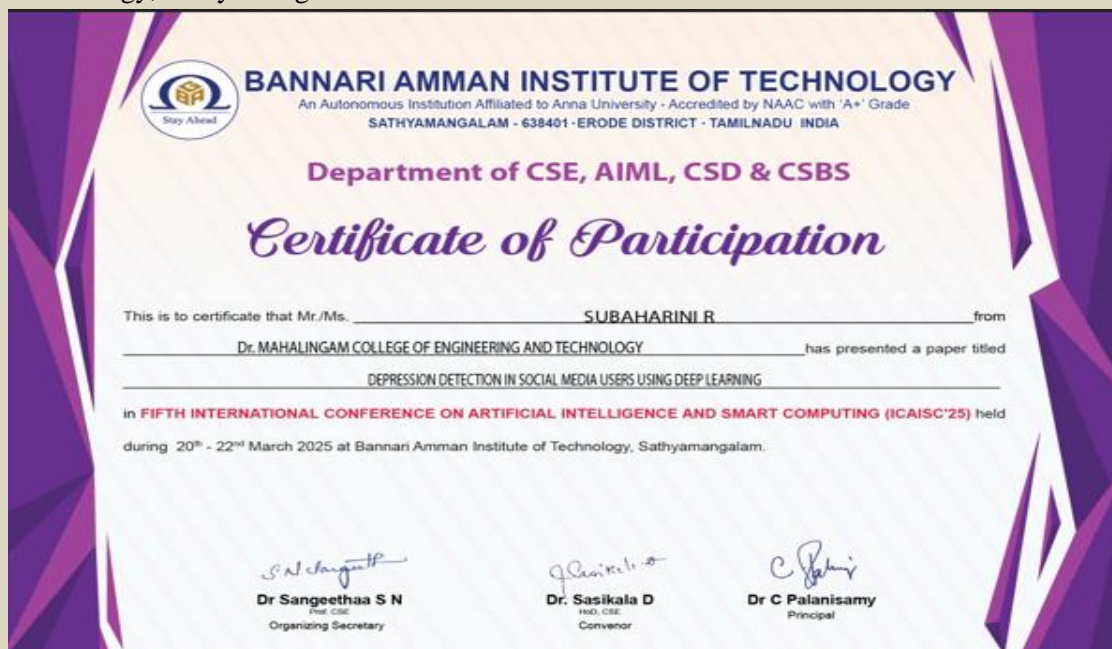 Stay Ahead
BANNARI AMMAN INSTITUTE OF TECHNOLOGY
An Autonomous Institution Affiliated to Anna University - Accredited by NAAC with 'A+' Grade
SATHYAMANGALAM - 638401 - ERODE DISTRICT - TAMILNADU INDIA
Department of CSE, AIML, CSD & CSBS
Certificate of Participation
This is to certificate that Mr./Ms. SUBAHARINI R from
Dr. MAHALINGAM COLLEGE OF ENGINEERING AND TECHNOLOGY has presented a paper titled
DEPRESSION DETECTION IN SOCIAL MEDIA USERS USING DEEP LEARNING
in FIFTH INTERNATIONAL CONFERENCE ON ARTIFICIAL INTELLIGENCE AND SMART COMPUTING (ICAISC'25) held
during 20th - 22nd March 2025 at Bannari Amman Institute of Technology, Sathyamangalam.
Dr Sangeethaa S N
Prof. CSE
Organizing Secretary
Dr. Sasikala D
HoD, CSE
Convenor
Dr C Palanisamy
Principal